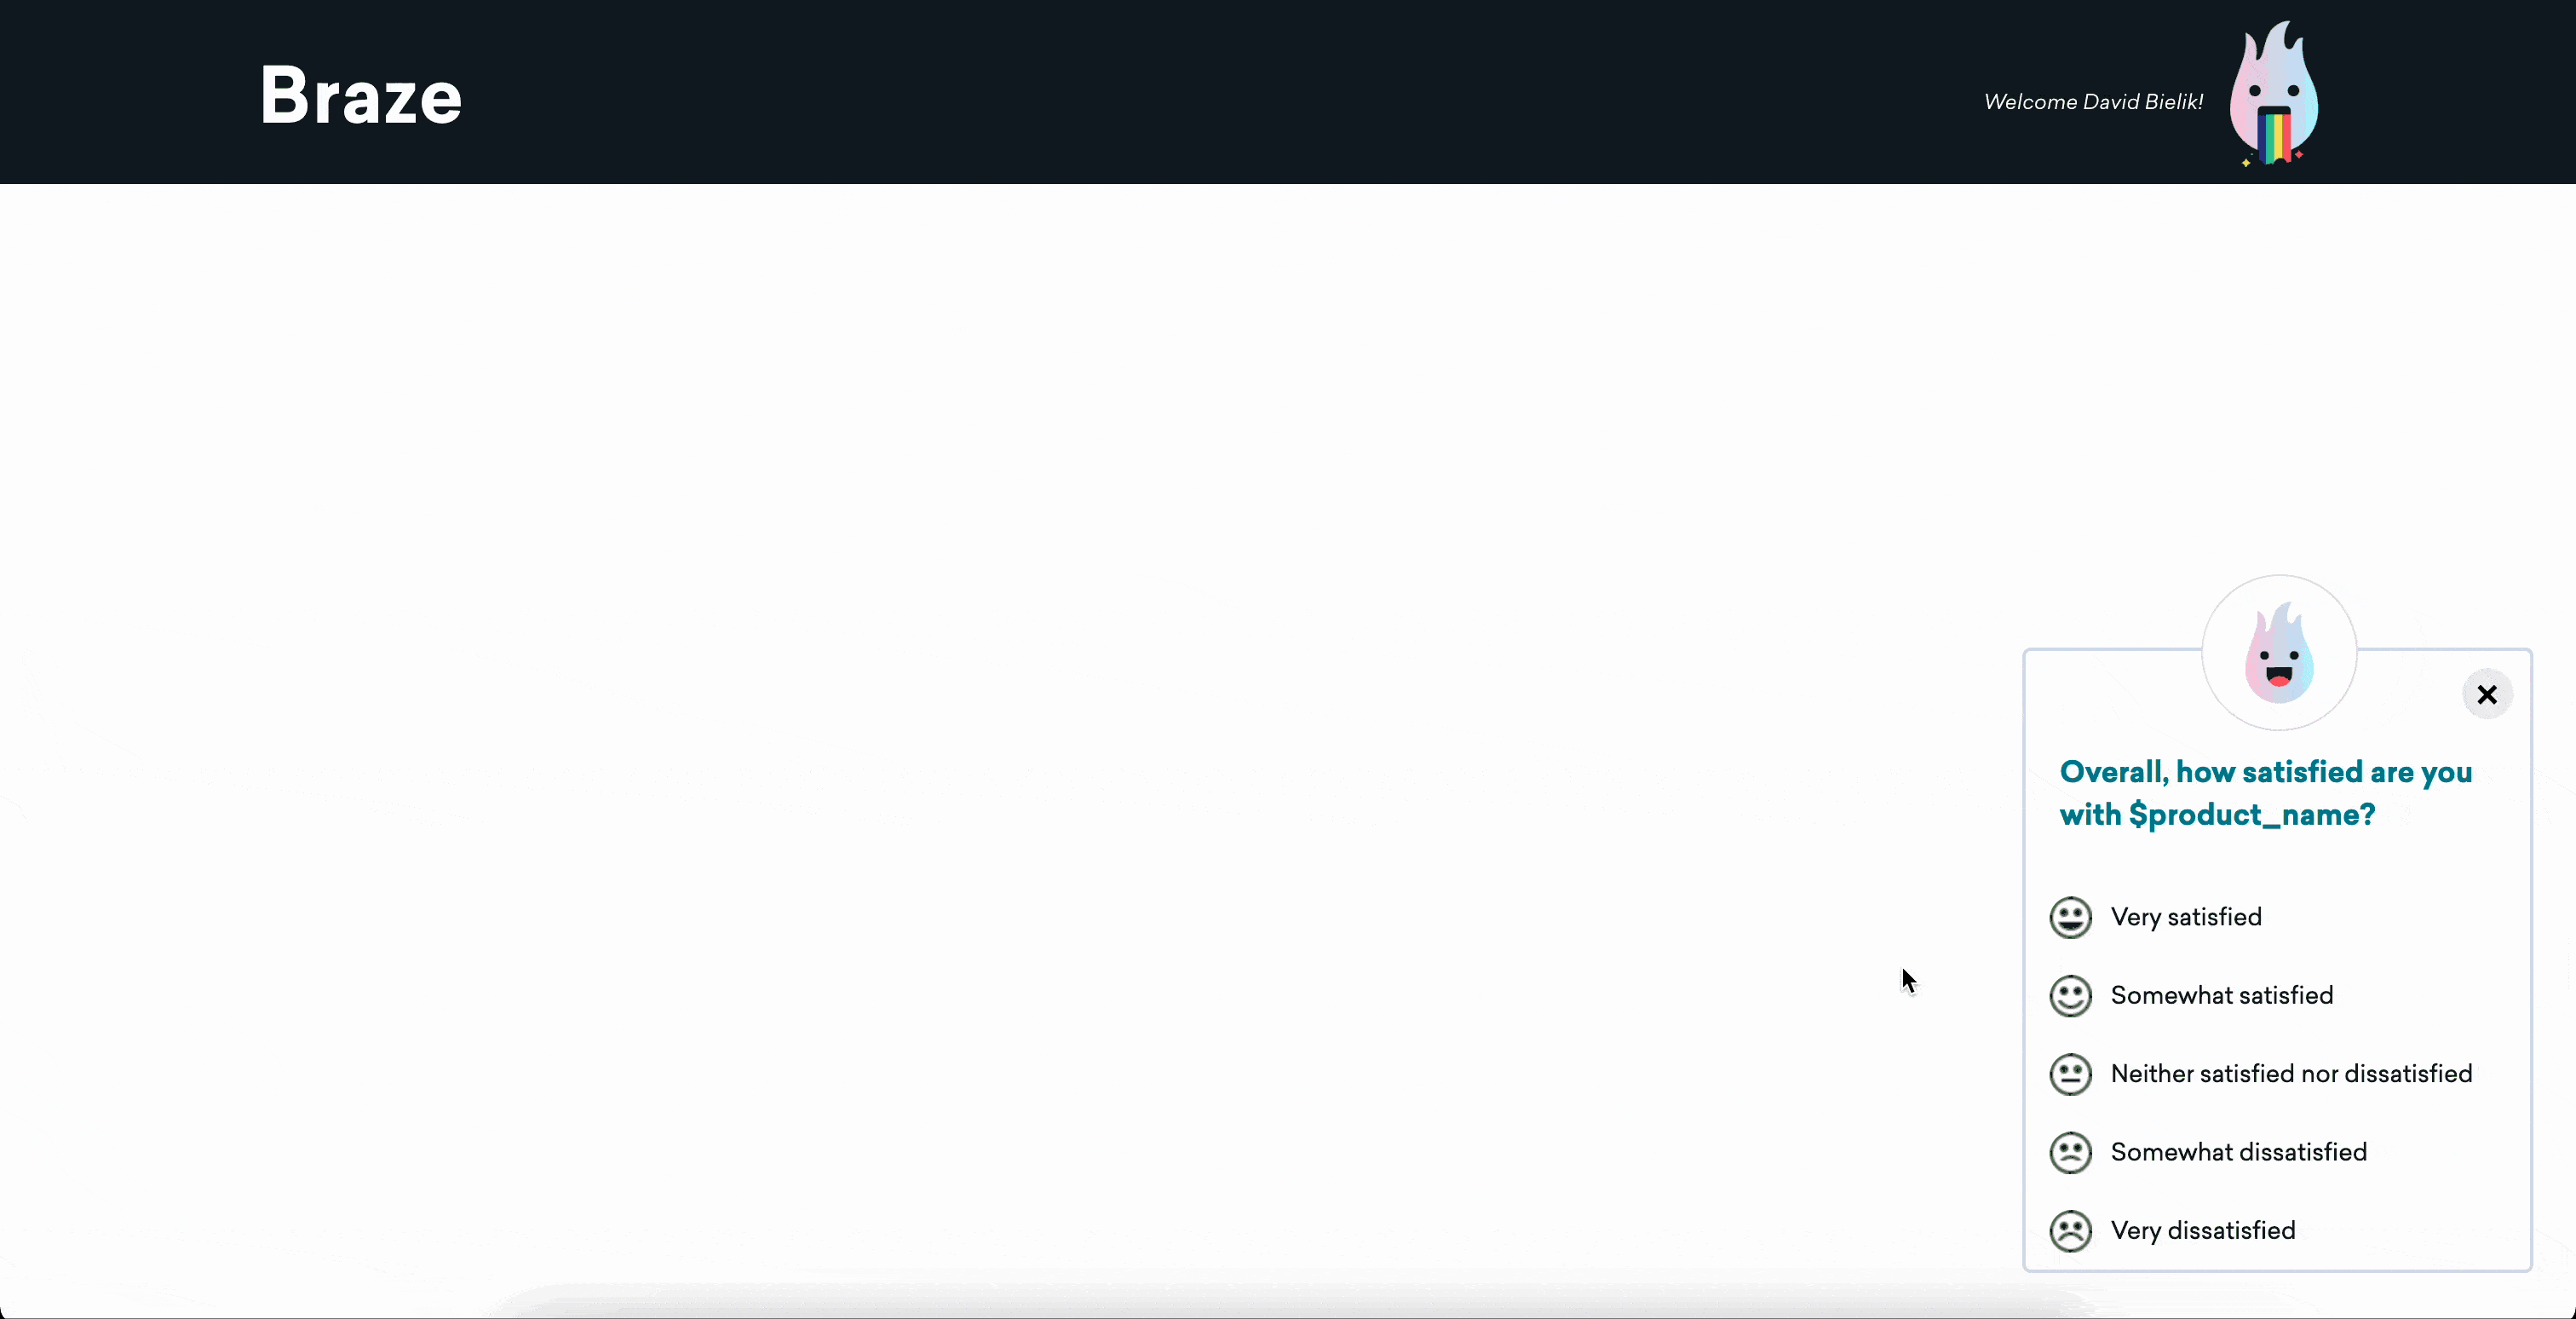 Braze
Welcome David Bielik!
Overall, how satisfied are you
with $product_name?
Very satisfied
Somewhat satisfied
Neither satisfied nor dissatisfied
Somewhat dissatisfied
Very dissatisfied